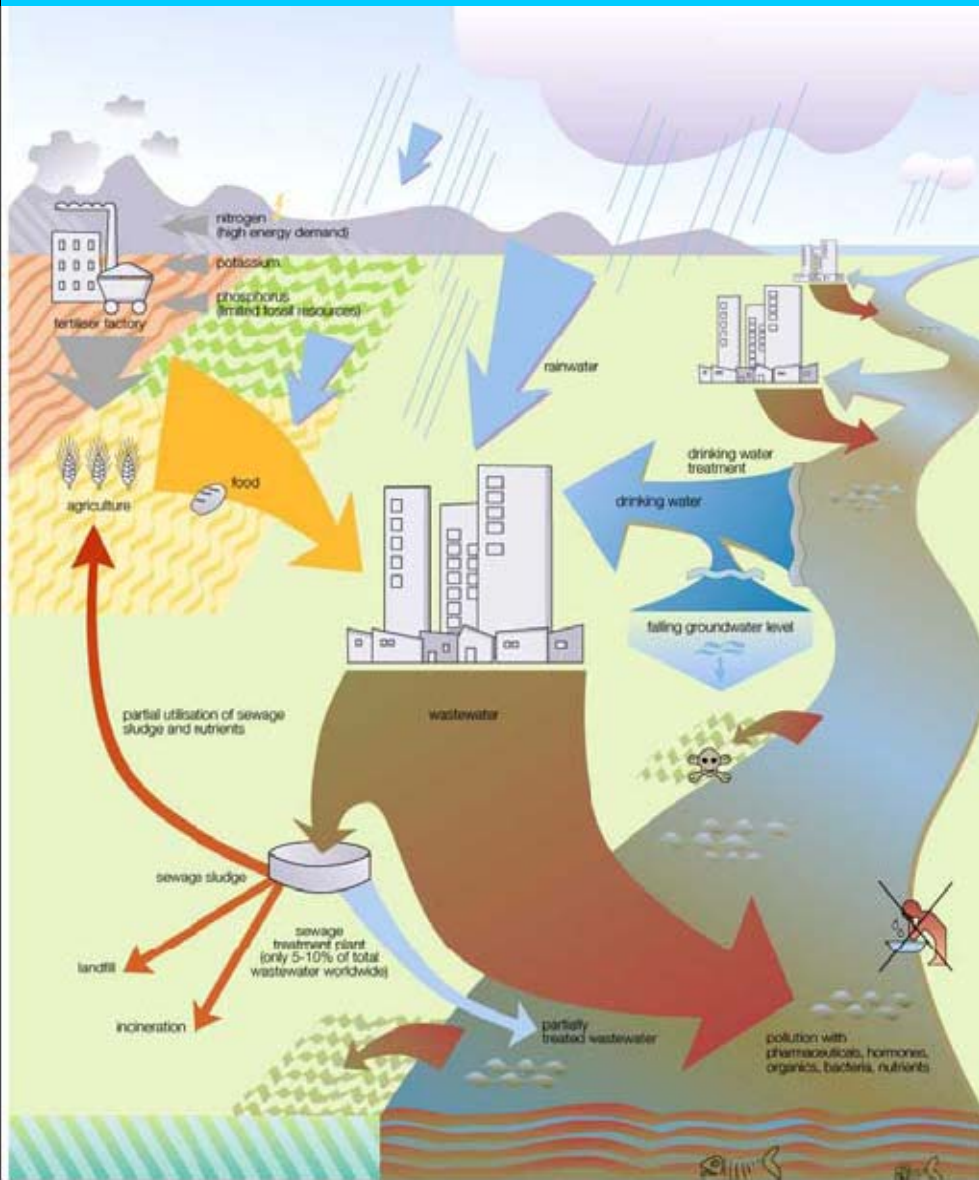 nitrogen
(high energy demand)
potassium
phosphorus
(limited fossil resources)
fertiliser factory
rainwater
drinking water
treatment
drinking water
food
agriculture
falling groundwater level
partial utilisation of sewage
sludge and nutrients
wastewater
sewage sludge
sewage
treatment plant
(only 5-10% of total
wastewater worldwide)
landfill
incineration
partially
treated wastewater
pollution with
pharmaceuticals, hormones,
organics, bacteria, nutrients